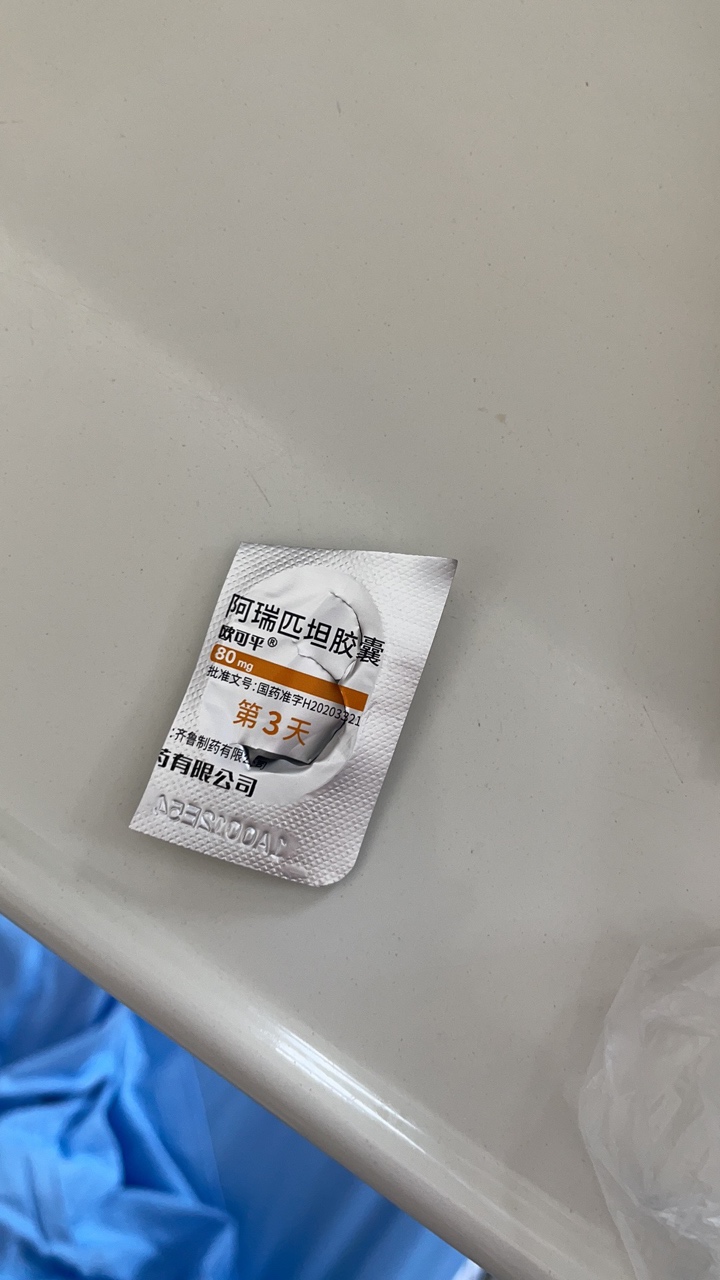 阿瑞匹坦胶囊
欧可平®
80 mg
批准文号:国药准字H20203321
第3天
:齐鲁制药有限公司
药有限公司